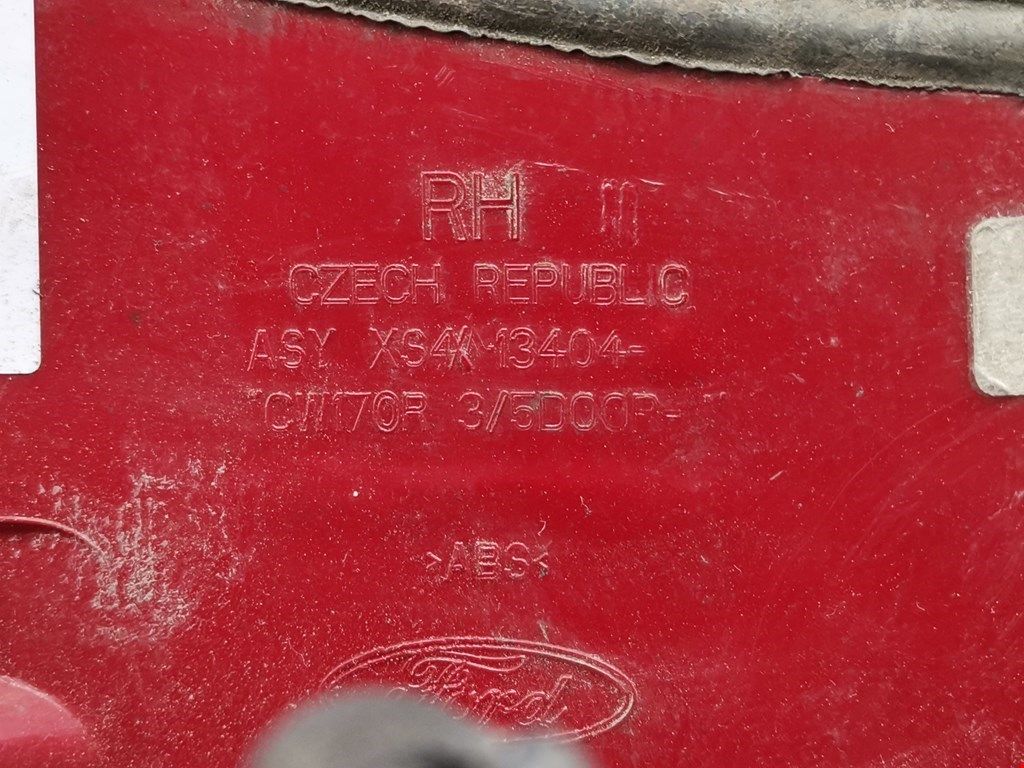 RH
CZECH REPUBLIC
ASY XS4X-13404-
CW170R 3/5DOOR-
>ABS<
Ford